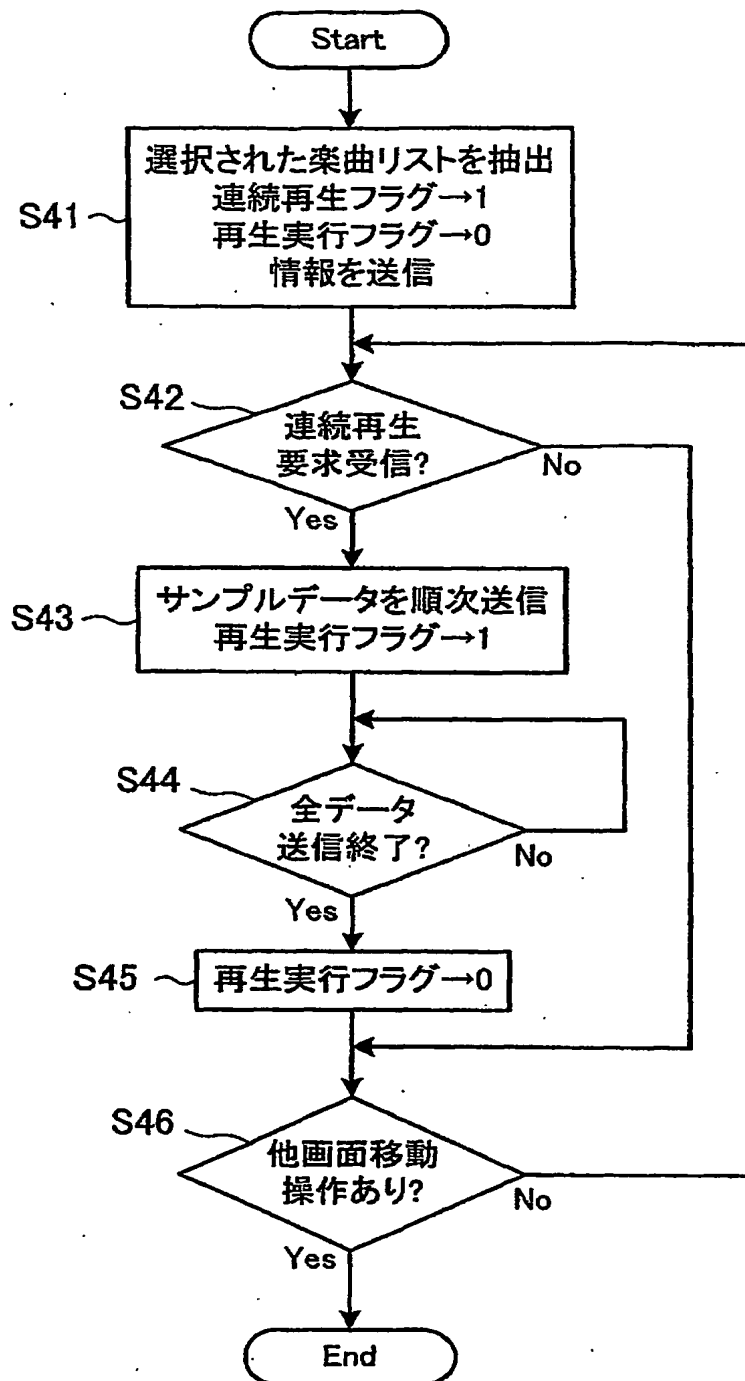 Start
選択された楽曲リストを抽出
連続再生フラグ→1
再生実行フラグ→0
情報を送信
S41
S42
連続再生
要求受信?
No
Yes
サンプルデータを順次送信
再生実行フラグ→1
S43
S44
全データ
送信終了?
No
Yes
S45
再生実行フラグ→0
S46
他画面移動
操作あり?
No
Yes
End